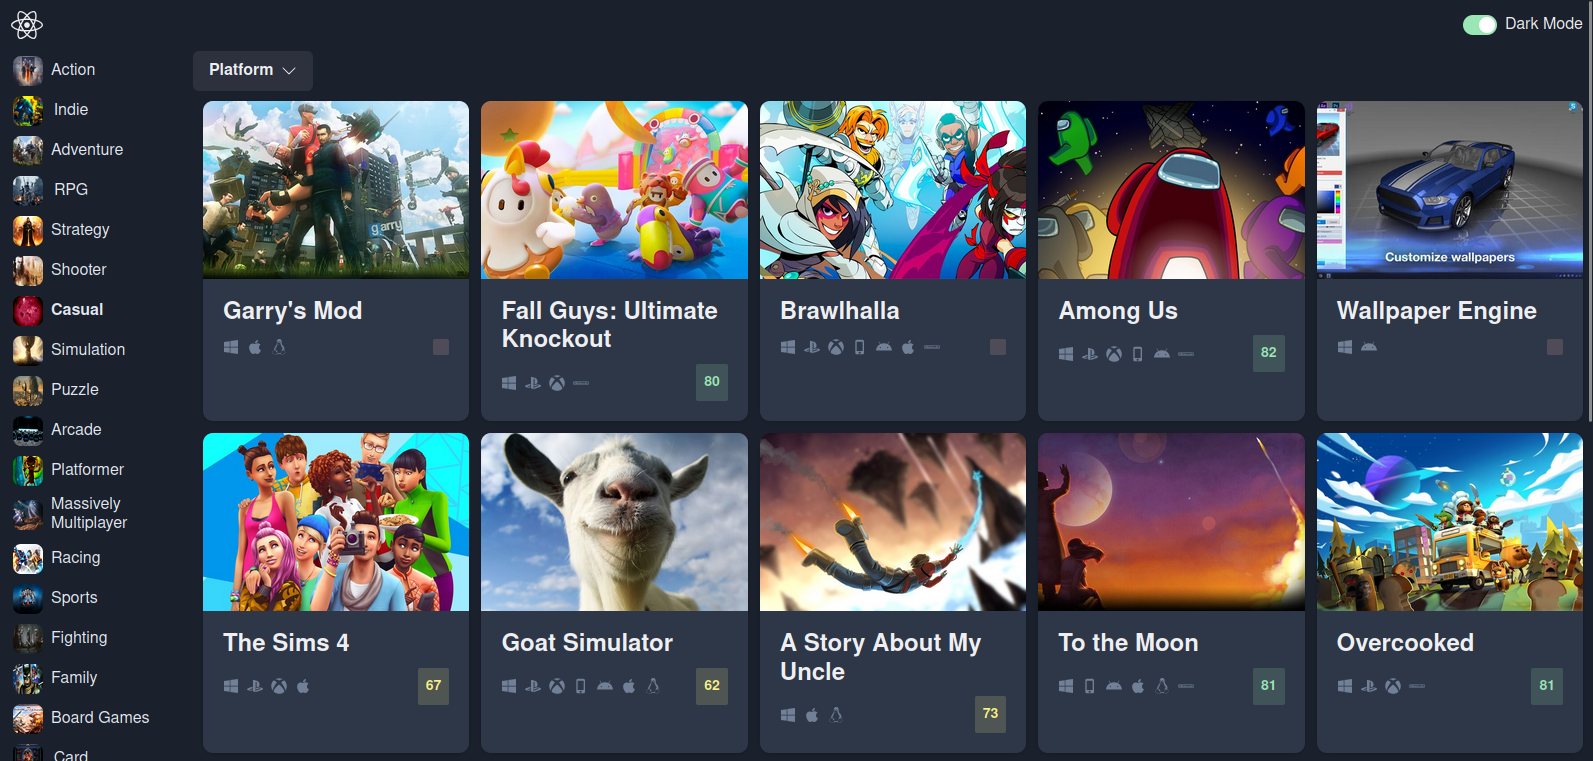 Dark Mode
Action
Indie
Adventure
RPG
Strategy
Shooter
Casual
Simulation
Puzzle
Arcade
Platformer
Massively
Multiplayer
Racing
Sports
Fighting
Family
Board Games
Card
Platform
garry
Garry's Mod
Fall Guys: Ultimate
Knockout
80
Brawlhalla
Among Us
82
Customize wallpapers
Wallpaper Engine
The Sims 4
67
Goat Simulator
62
A Story About My
Uncle
73
To the Moon
81
Overcooked
81